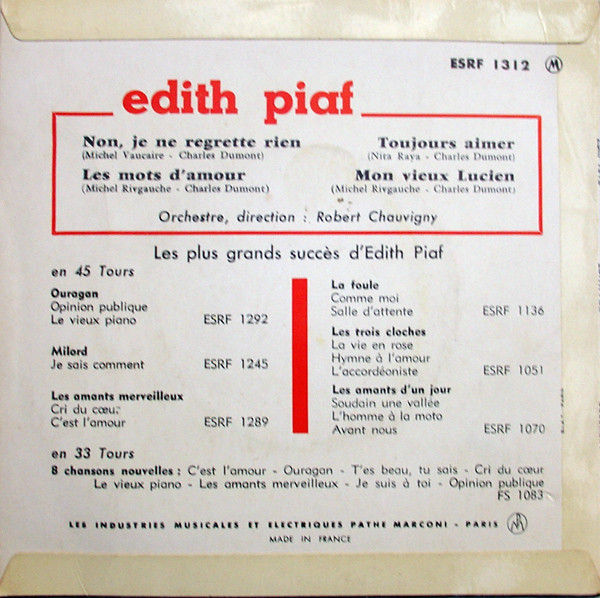 ESRF 1312 M
edith piaf
Non, je ne regrette rien
(Michel Vaucaire - Charles Dumont)
Toujours aimer
(Nita Raya - Charles Dumont)
Les mots d'amour
(Michel Rivgauche - Charles Dumont)
Mon vieux Lucien
(Michel Rivgauche - Charles Dumont)
Orchestre, direction : Robert Chauvigny
Les plus grands succès d'Edith Piaf
en 45 Tours
Ouragan
Opinion publique
Le vieux piano ESRF 1292
Milord
Je sais comment ESRF 1245
Les amants merveilleux
Cri du cœur
C'est l'amour ESRF 1289
La foule
Comme moi
Salle d'attente ESRF 1136
Les trois cloches
La vie en rose
Hymne à l'amour
L'accordéoniste ESRF 1051
Les amants d'un jour
Soudain une vallée
L'homme à la moto
Avant nous ESRF 1070
en 33 Tours
8 chansons nouvelles : C'est l'amour - Ouragan - T'es beau, tu sais - Cri du cœur
Le vieux piano - Les amants merveilleux - Je suis à toi - Opinion publique
FS 1083
LES INDUSTRIES MUSICALES ET ELECTRIQUES PATHE MARCONI - PARIS
MADE IN FRANCE